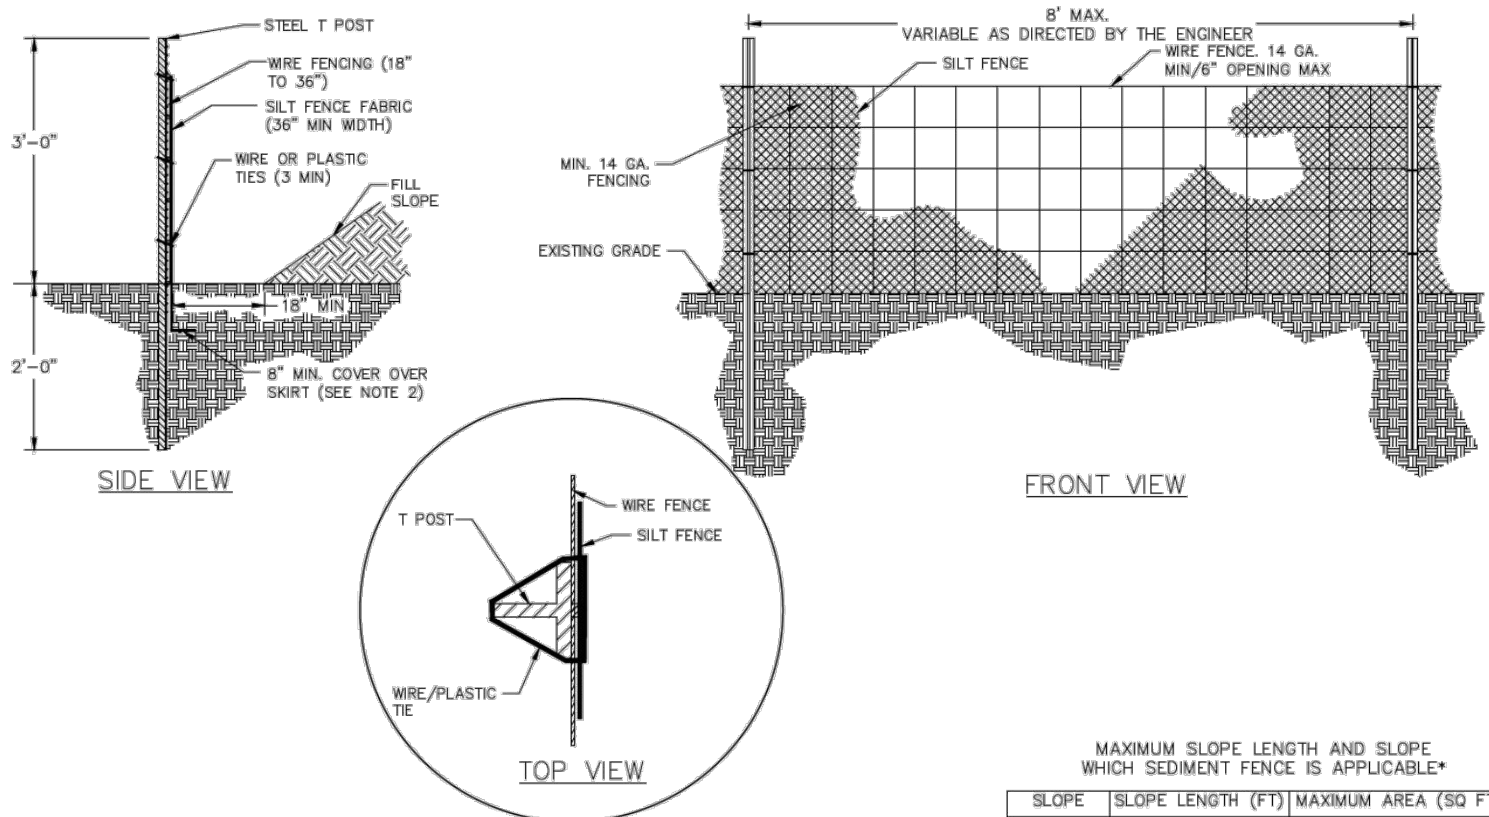 STEEL T POST
WIRE FENCING (18"
TO 36")
SILT FENCE FABRIC
(36" MIN WIDTH)
3'-0"
WIRE OR PLASTIC
TIES (3 MIN)
FILL
SLOPE
18" MIN
2'-0"
8" MIN. COVER OVER
SKIRT (SEE NOTE 2)
SIDE VIEW
8' MAX.
VARIABLE AS DIRECTED BY THE ENGINEER
WIRE FENCE. 14 GA.
MIN/6" OPENING MAX
SILT FENCE
MIN. 14 GA.
FENCING
EXISTING GRADE
FRONT VIEW
WIRE FENCE
T POST
SILT FENCE
WIRE/PLASTIC
TIE
TOP VIEW
MAXIMUM SLOPE LENGTH AND SLOPE
WHICH SEDIMENT FENCE IS APPLICABLE*
SLOPE SLOPE LENGTH (FT) MAXIMUM AREA (SQ F